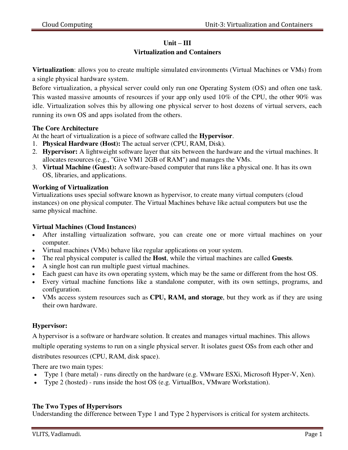 Cloud Computing Unit-3: Virtualization and Containers
Unit – III
Virtualization and Containers
Virtualization: allows you to create multiple simulated environments (Virtual Machines or VMs) from
a single physical hardware system.
Before virtualization, a physical server could only run one Operating System (OS) and often one task.
This wasted massive amounts of resources if your app only used 10% of the CPU, the other 90% was
idle. Virtualization solves this by allowing one physical server to host dozens of virtual servers, each
running its own OS and apps isolated from the others.
The Core Architecture
At the heart of virtualization is a piece of software called the Hypervisor.
1. Physical Hardware (Host): The actual server (CPU, RAM, Disk).
2. Hypervisor: A lightweight software layer that sits between the hardware and the virtual machines. It
allocates resources (e.g., "Give VM1 2GB of RAM") and manages the VMs.
3. Virtual Machine (Guest): A software-based computer that runs like a physical one. It has its own
OS, libraries, and applications.
Working of Virtualization
Virtualizations uses special software known as hypervisor, to create many virtual computers (cloud
instances) on one physical computer. The Virtual Machines behave like actual computers but use the
same physical machine.
Virtual Machines (Cloud Instances)
• After installing virtualization software, you can create one or more virtual machines on your
computer.
• Virtual machines (VMs) behave like regular applications on your system.
• The real physical computer is called the Host, while the virtual machines are called Guests.
• A single host can run multiple guest virtual machines.
• Each guest can have its own operating system, which may be the same or different from the host OS.
• Every virtual machine functions like a standalone computer, with its own settings, programs, and
configuration.
• VMs access system resources such as CPU, RAM, and storage, but they work as if they are using
their own hardware.
Hypervisor:
A hypervisor is a software or hardware solution. It creates and manages virtual machines. This allows
multiple operating systems to run on a single physical server. It isolates guest OSs from each other and
distributes resources (CPU, RAM, disk space).
There are two main types:
• Type 1 (bare metal) - runs directly on the hardware (e.g. VMware ESXi, Microsoft Hyper-V, Xen).
• Type 2 (hosted) - runs inside the host OS (e.g. VirtualBox, VMware Workstation).
The Two Types of Hypervisors
Understanding the difference between Type 1 and Type 2 hypervisors is critical for system architects.
VLITS, Vadlamudi. Page 1